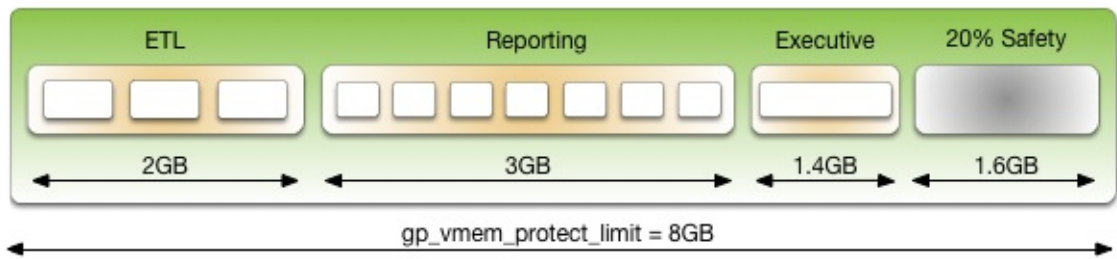 ETL Reporting Executive 20% Safety
2GB 3GB 1.4GB 1.6GB
gp_vmem_protect_limit = 8GB